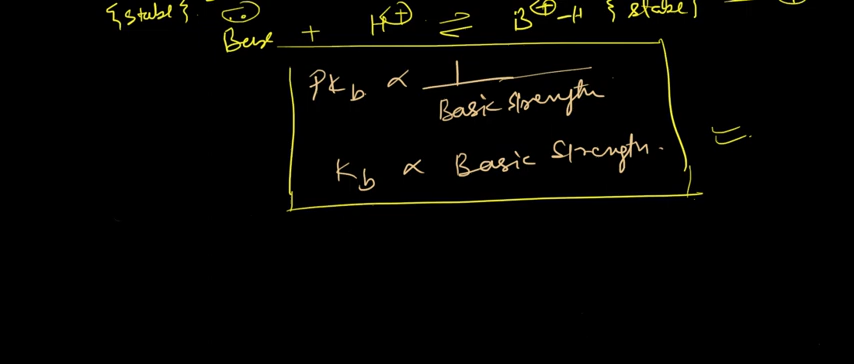 {stable} Base + H⊕ ⇌ B⊕-H {stable}
PKb ∝ 1/Basic strength
Kb ∝ Basic Strength.